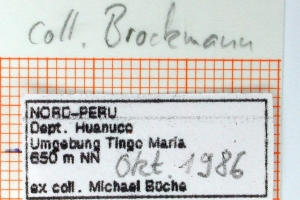 coll. Brockmann
NORD-PERU
Dept. Huanuco
Umgebung Tingo Maria
650 m NN Okt. 1986
ex coll. Michael Büche